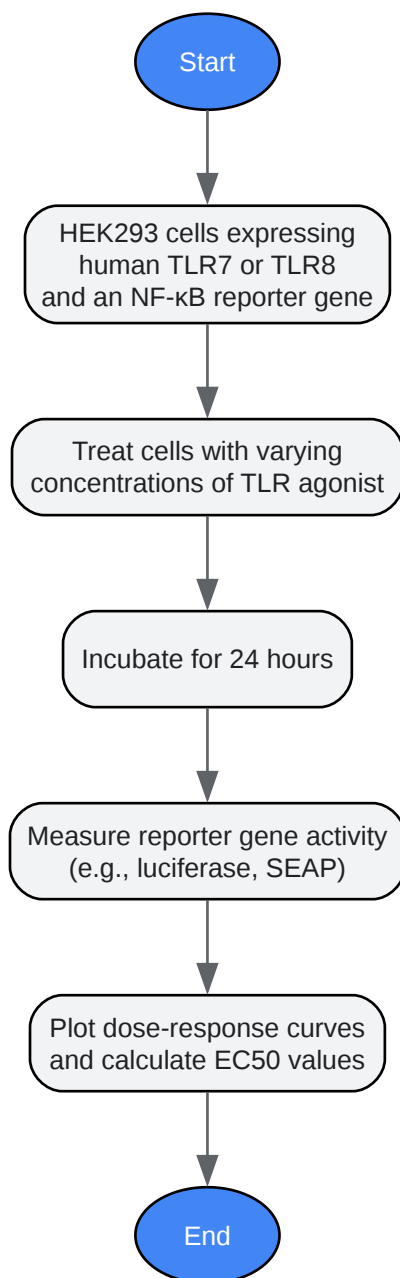 Start
HEK293 cells expressing
human TLR7 or TLR8
and an NF-κB reporter gene
Treat cells with varying
concentrations of TLR agonist
Incubate for 24 hours
Measure reporter gene activity
(e.g., luciferase, SEAP)
Plot dose-response curves
and calculate EC50 values
End